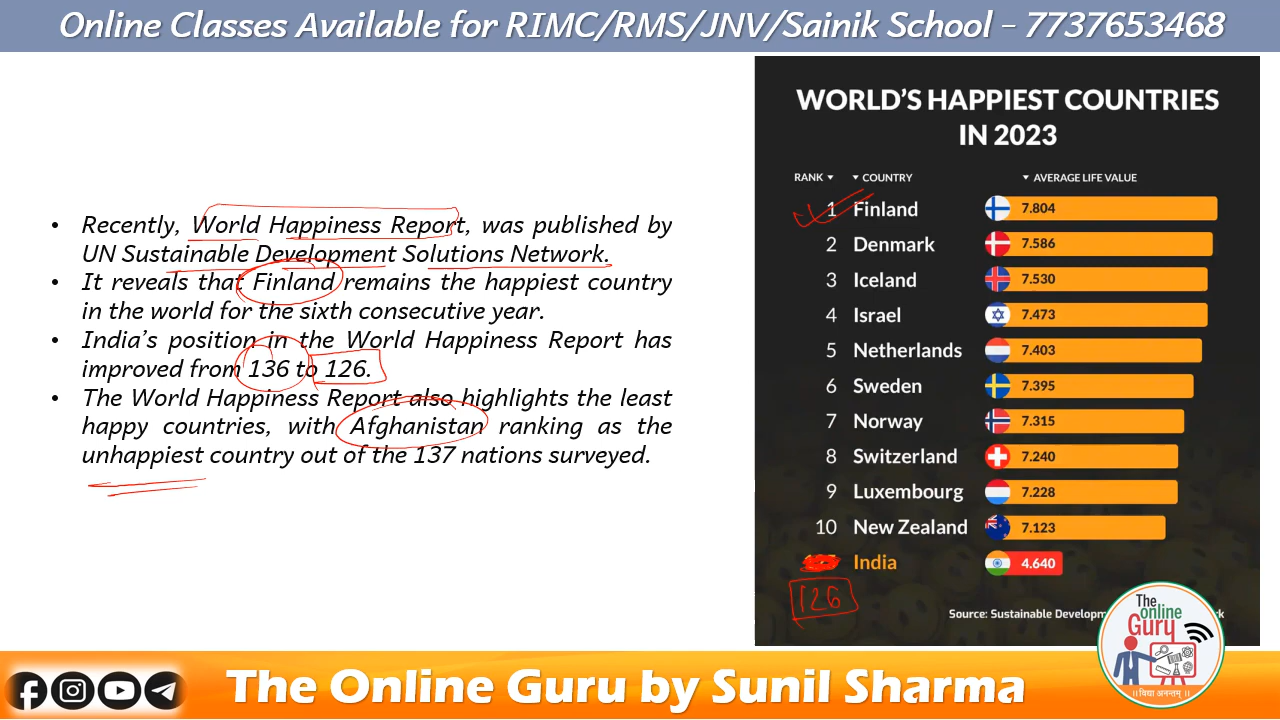 Online Classes Available for RIMC/RMS/JNV/Sainik School – 7737653468
• Recently, World Happiness Report, was published by
UN Sustainable Development Solutions Network.
• It reveals that Finland remains the happiest country
in the world for the sixth consecutive year.
• India's position in the World Happiness Report has
improved from 136 to 126.
• The World Happiness Report also highlights the least
happy countries, with Afghanistan ranking as the
unhappiest country out of the 137 nations surveyed.
WORLD'S HAPPIEST COUNTRIES
IN 2023
RANK ▾ ▾ COUNTRY ▾ AVERAGE LIFE VALUE
1 Finland 7.804
2 Denmark 7.586
3 Iceland 7.530
4 Israel 7.473
5 Netherlands 7.403
6 Sweden 7.395
7 Norway 7.315
8 Switzerland 7.240
9 Luxembourg 7.228
10 New Zealand 7.123
India 4.640
126
Source: Sustainable
The
online
Gury
।। विद्या अनन्तम् ।।
The Online Guru by Sunil Sharma